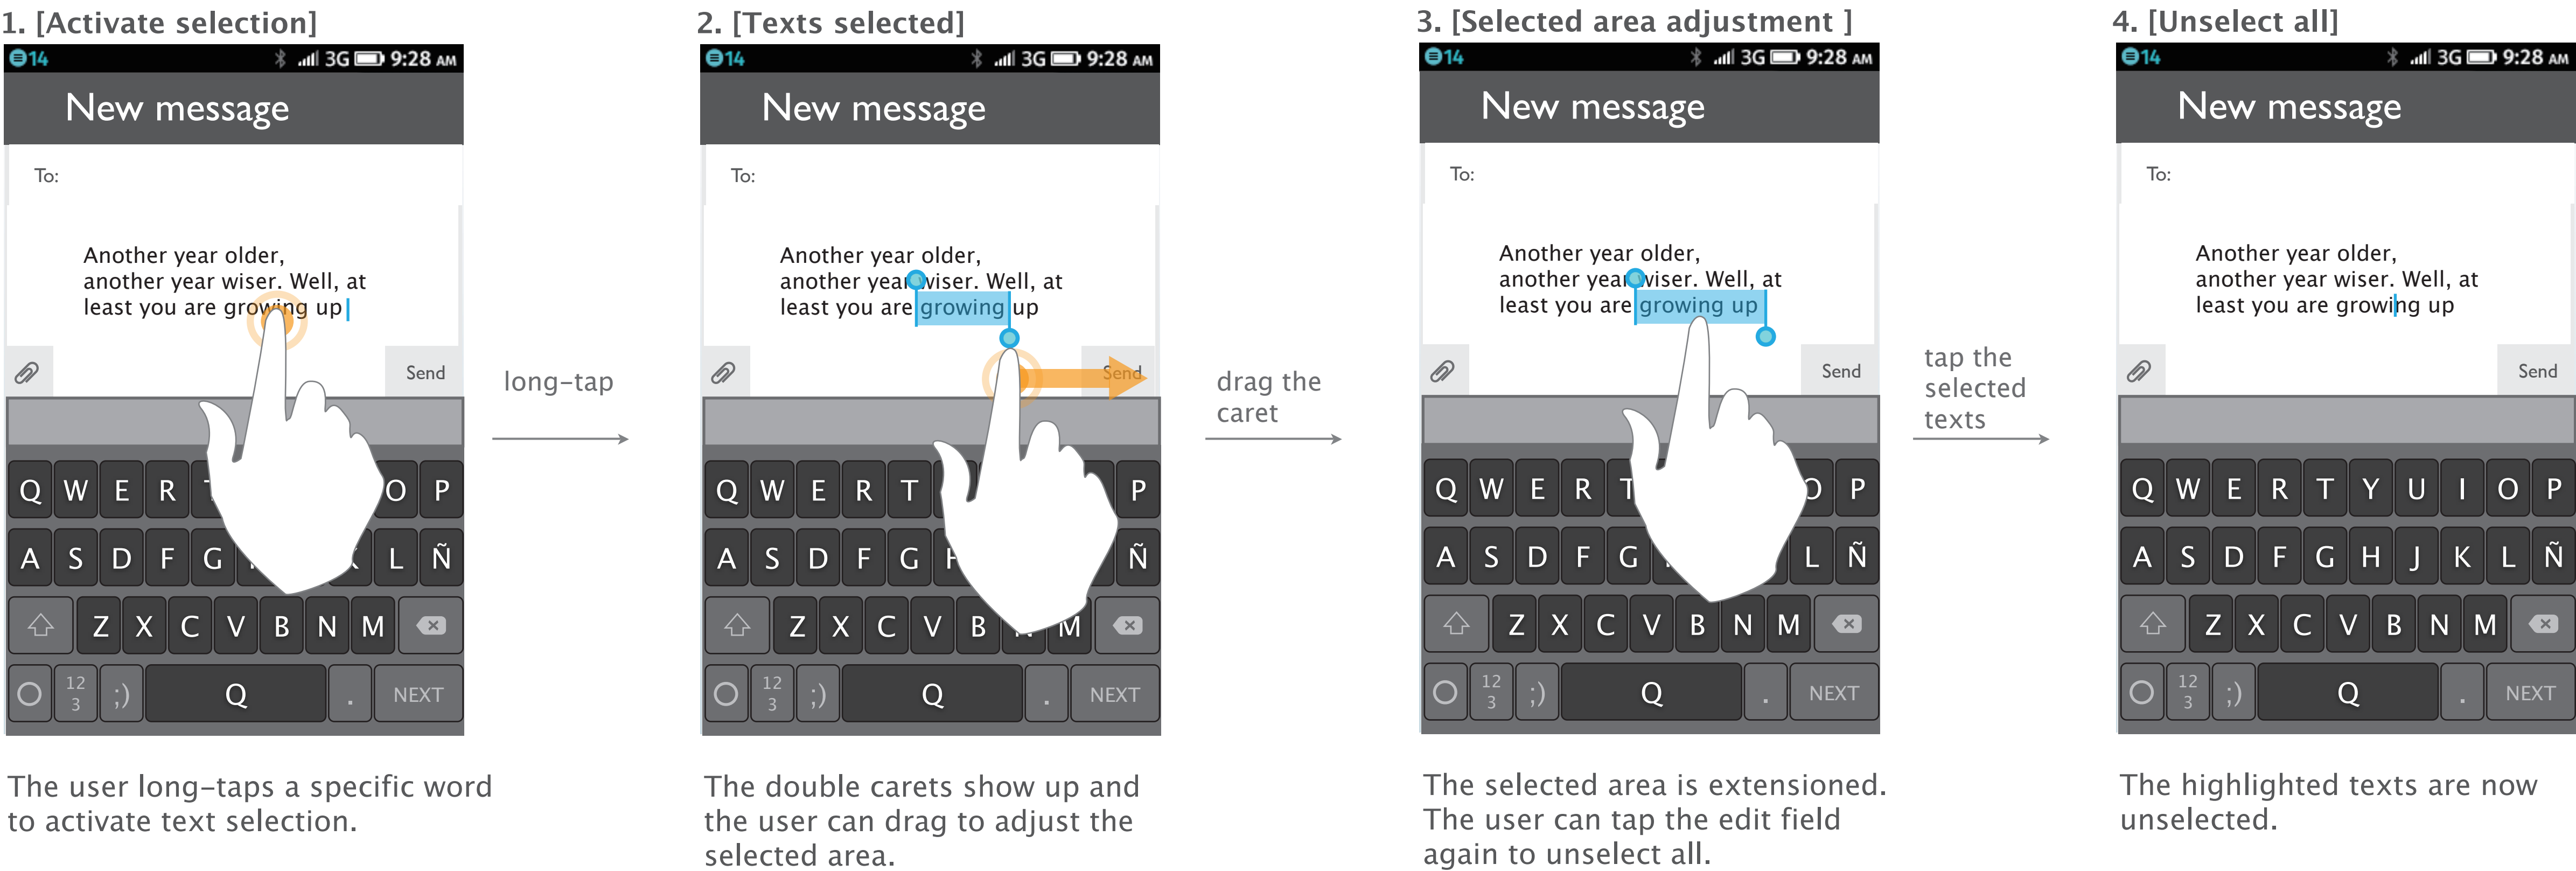 1. [Activate selection]
14 3G 9:28 AM
New message
To:
Another year older,
another year wiser. Well, at
least you are growing up
Send
Q W E R O P
A S D F G L Ñ
Z X C V B N M
12
3
;) Q . NEXT
The user long-taps a specific word
to activate text selection.
long-tap
2. [Texts selected]
14 3G 9:28 AM
New message
To:
Another year older,
another year wiser. Well, at
least you are growing up
Send
Q W E R T P
A S D F G H Ñ
Z X C V B N M
12
3
;) Q . NEXT
The double carets show up and
the user can drag to adjust the
selected area.
drag the
caret
3. [Selected area adjustment ]
14 3G 9:28 AM
New message
To:
Another year older,
another year wiser. Well, at
least you are growing up
Send
Q W E R T O P
A S D F G L Ñ
Z X C V B N M
12
3
;) Q . NEXT
The selected area is extensioned.
The user can tap the edit field
again to unselect all.
tap the
selected
texts
4. [Unselect all]
14 3G 9:28 AM
New message
To:
Another year older,
another year wiser. Well, at
least you are growing up
Send
Q W E R T Y U I O P
A S D F G H J K L Ñ
Z X C V B N M
12
3
;) Q . NEXT
The highlighted texts are now
unselected.